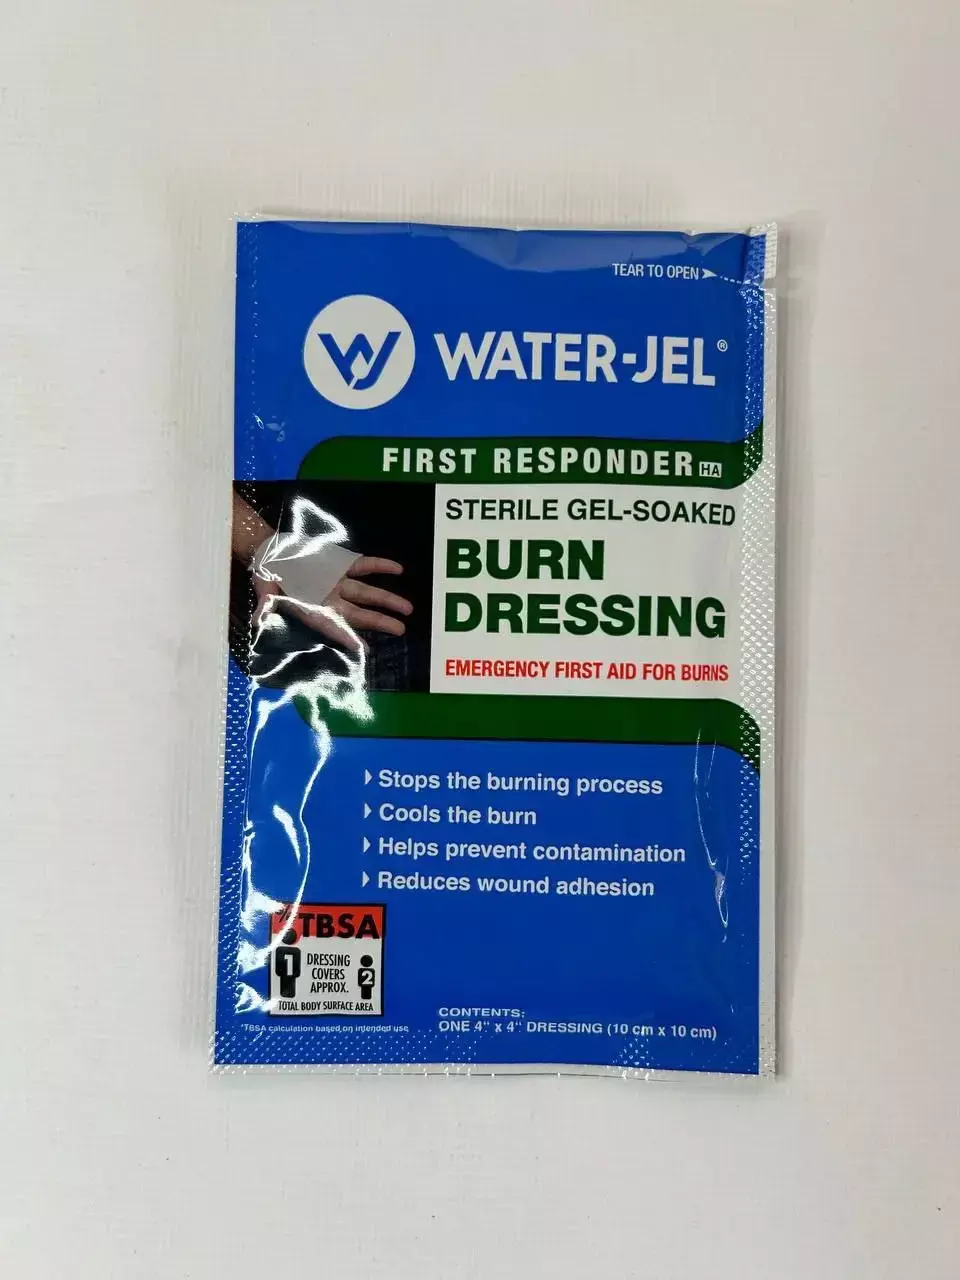 TEAR TO OPEN
WATER-JEL®
FIRST RESPONDER HA
STERILE GEL-SOAKED
BURN
DRESSING
EMERGENCY FIRST AID FOR BURNS
Stops the burning process
Cools the burn
Helps prevent contamination
Reduces wound adhesion
% TBSA
1 DRESSING COVERS APPROX. 2
TOTAL BODY SURFACE AREA
*TBSA calculation based on intended use
CONTENTS:
ONE 4" x 4" DRESSING (10 cm x 10 cm)